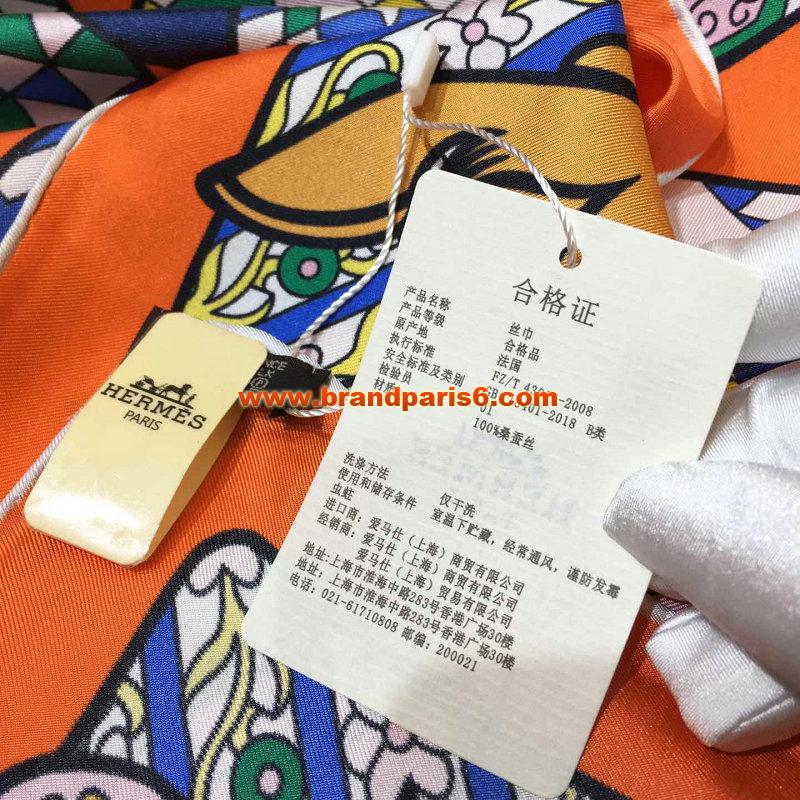 合格证
产品名称 丝巾
产品等级 合格品
原产地 法国
执行标准 FZ/T -2008
安全标准及类别 -2018 B类
检验员 01
材质 100%桑蚕丝
洗涤方法 仅干洗
使用和储存条件 室温下贮藏，经常通风，谨防发霉
虫蛀
进口商：爱马仕（上海）商贸有限公司
经销商：爱马仕（上海）商贸有限公司
爱马仕（上海）贸易有限公司
地址：上海市淮海中路283号香港广场30楼
地址：上海市淮海中路283号香港广场30楼
电话：021-61710808 邮编：200021
HERMES
PARIS
www.brandparis6.com